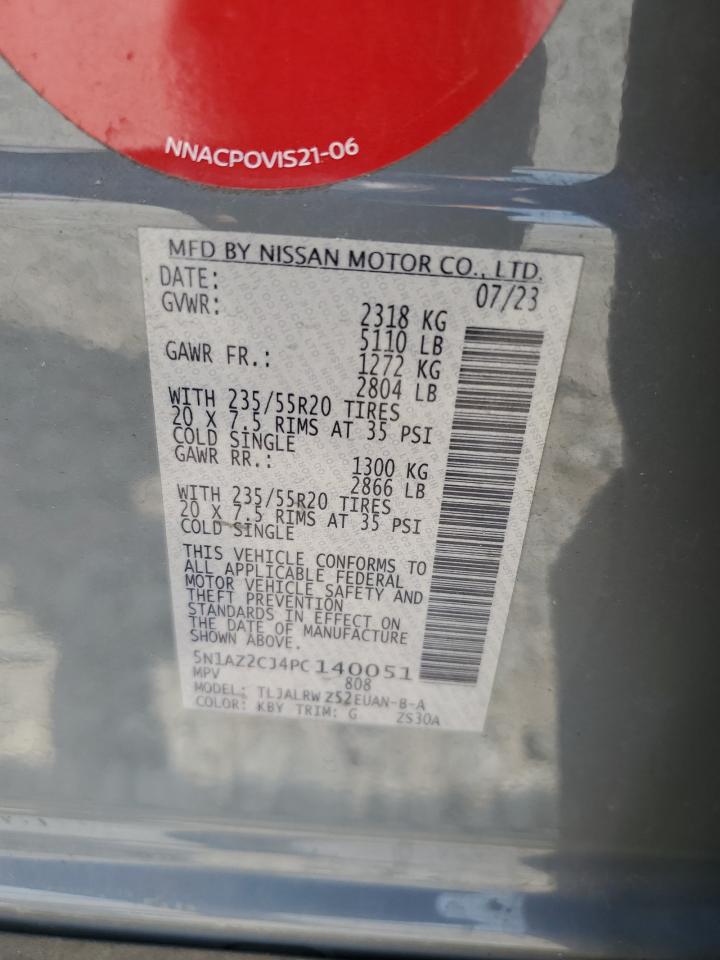 NNACPOVIS21-06
MFD BY NISSAN MOTOR CO., LTD.
DATE: 07/23
GVWR: 2318 KG
5110 LB
GAWR FR.: 1272 KG
2804 LB
WITH 235/55R20 TIRES
20 X 7.5 RIMS AT 35 PSI
COLD SINGLE
GAWR RR.: 1300 KG
2866 LB
WITH 235/55R20 TIRES
20 X 7.5 RIMS AT 35 PSI
COLD SINGLE
THIS VEHICLE CONFORMS TO
ALL APPLICABLE FEDERAL
MOTOR VEHICLE SAFETY AND
THEFT PREVENTION
STANDARDS IN EFFECT ON
THE DATE OF MANUFACTURE
SHOWN ABOVE.
5N1AZ2CJ4PC140051
MPV 808
MODEL: TLJALRW ZS2EUAN-B-A
COLOR: KBY TRIM: G ZS30A